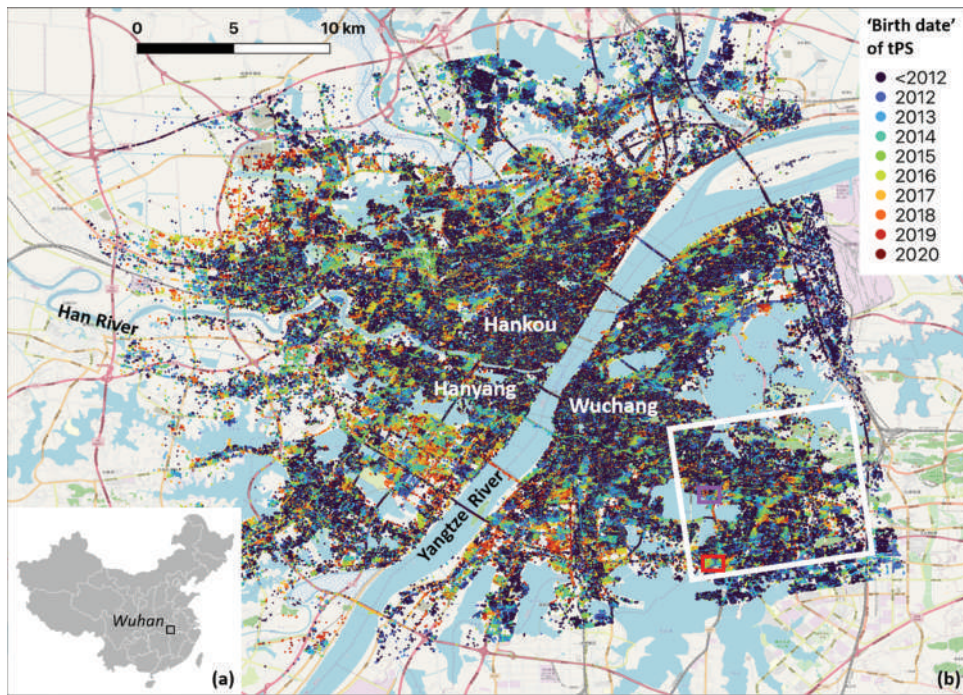 0 5 10 km
'Birth date'
of tPS
<2012
2012
2013
2014
2015
2016
2017
2018
2019
2020
Han River
Hankou
Hanyang
Wuchang
Yangtze River
Wuhan
(a)
(b)